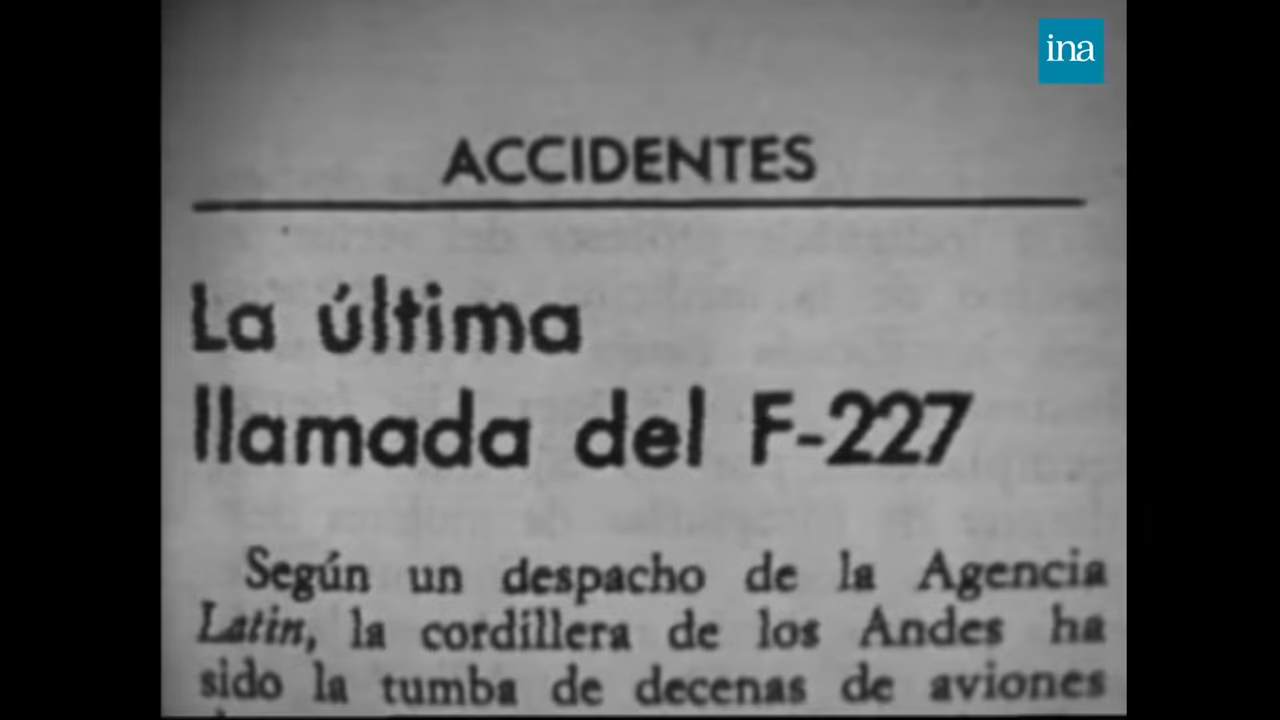 ina
ACCIDENTES
La última
llamada del F-227
Según un despacho de la Agencia
Latin, la cordillera de los Andes ha
sido la tumba de decenas de aviones